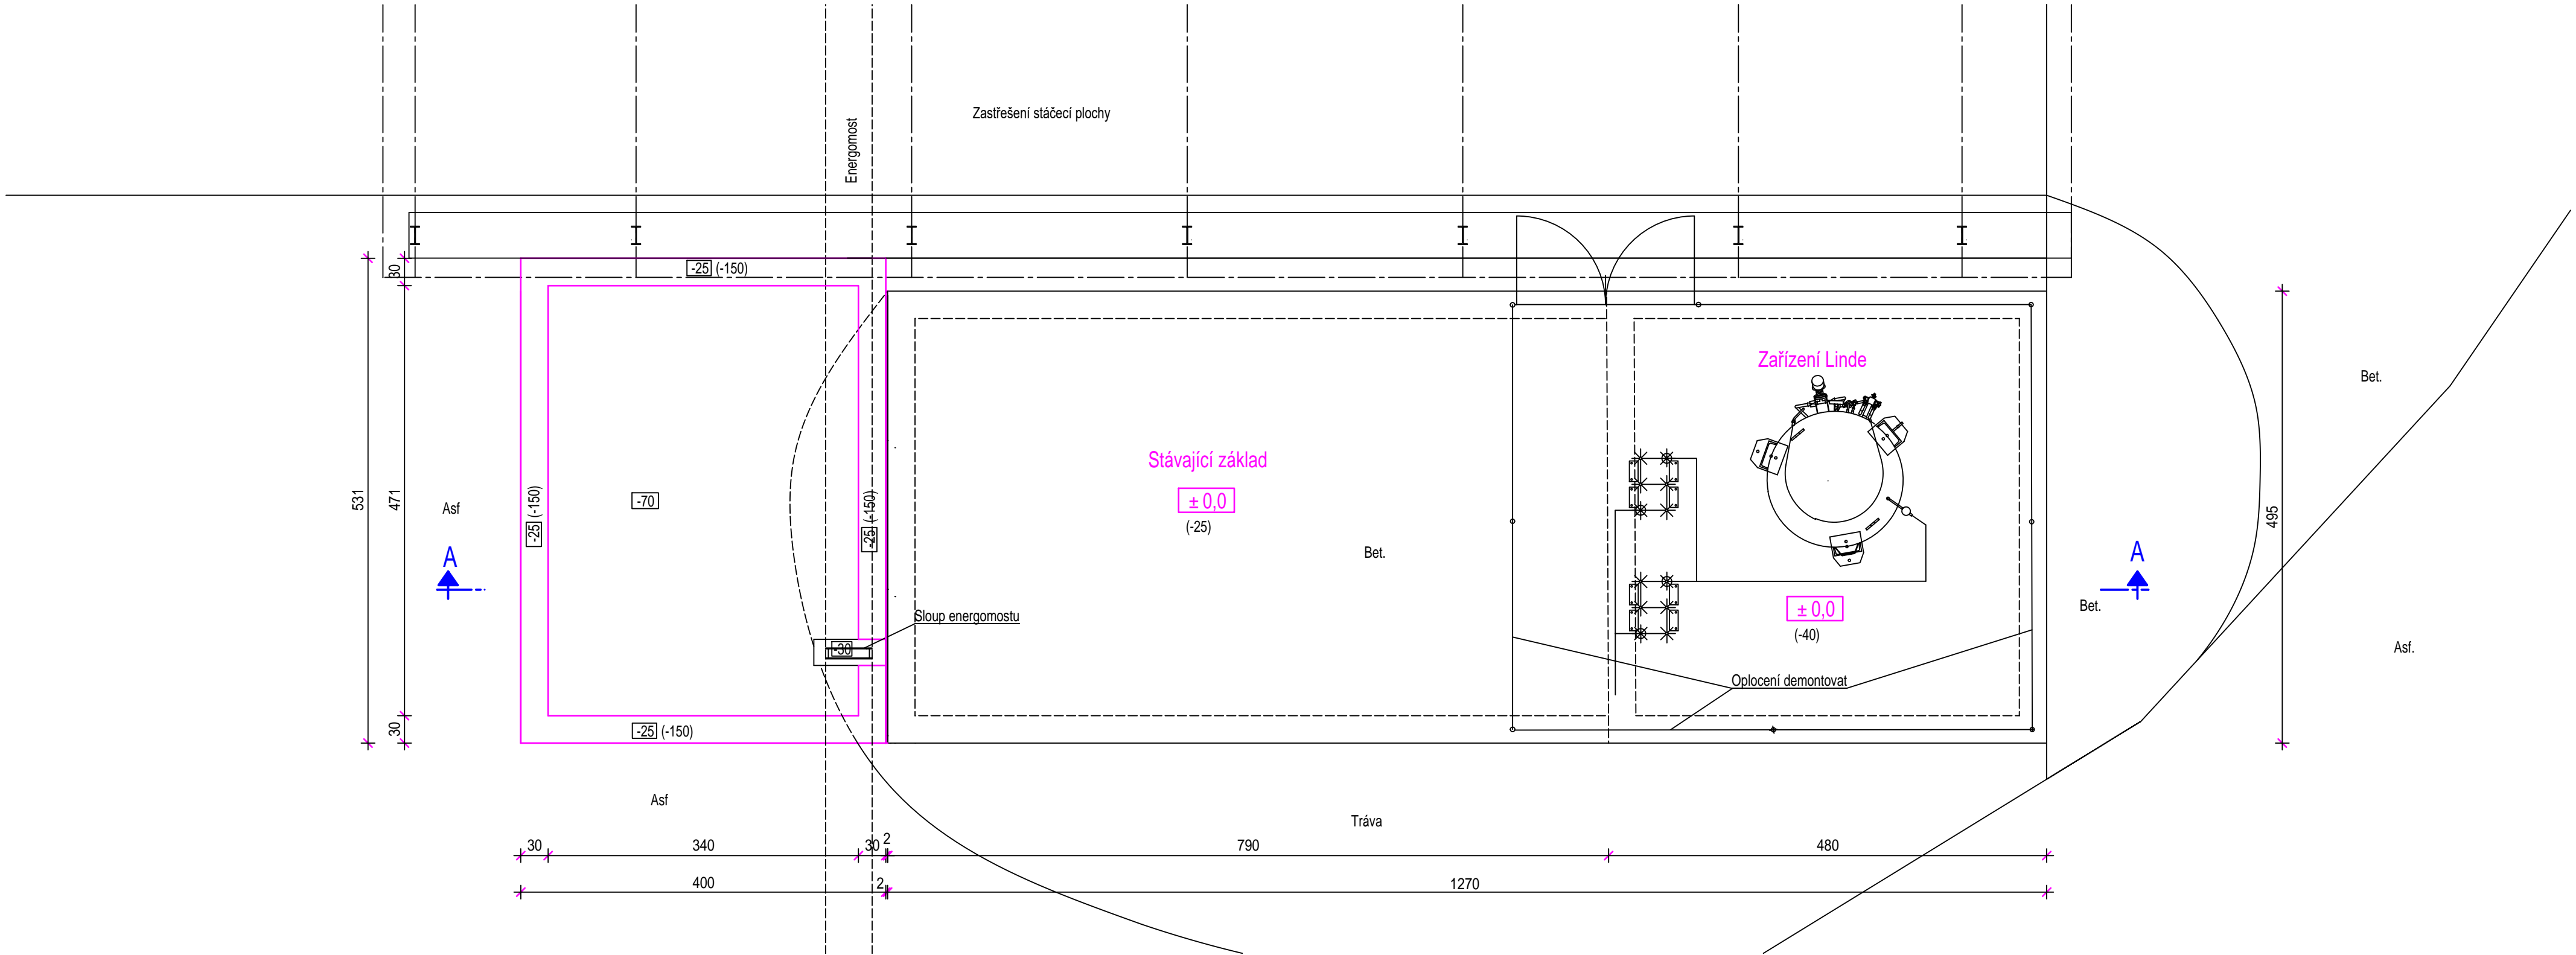 Zastřešení stáčecí plochy
Energomost
30
-25 (-150)
Zařízení Linde
Bet.
Stávající základ
± 0,0
(-25)
531
471
Asf
-25 (-150)
-70
-25 (-150)
495
Bet.
A
A
Sloup energomostu
± 0,0
(-40)
Bet.
-30
Asf.
Oplocení demontovat
30
-25 (-150)
Asf
Tráva
30
340
30
2
790
480
400
2
1270